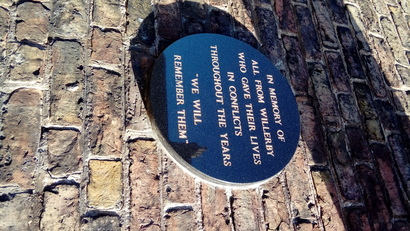 IN MEMORY OF
ALL FROM WILLERBY
WHO GAVE THEIR LIVES
IN CONFLICTS
THROUGHOUT THE YEARS
"WE WILL
REMEMBER THEM"